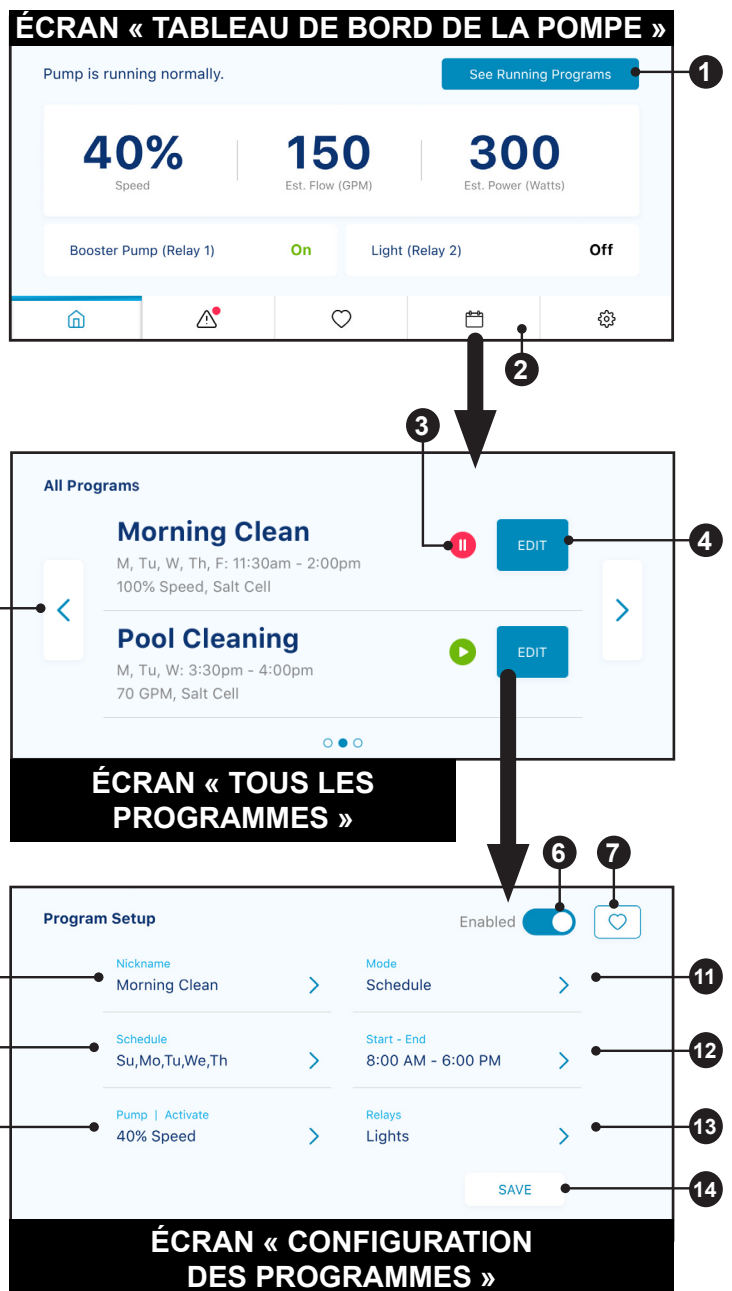 ÉCRAN « TABLEAU DE BORD DE LA POMPE »
Pump is running normally.
See Running Programs
1
40%
150
300
Speed
Est. Flow (GPM)
Est. Power (Watts)
Booster Pump (Relay 1)
On
Light (Relay 2)
Off
2
3
All Programs
Morning Clean
M, Tu, W, Th, F: 11:30am - 2:00pm
100% Speed, Salt Cell
EDIT
4
Pool Cleaning
M, Tu, W: 3:30pm - 4:00pm
70 GPM, Salt Cell
EDIT
ÉCRAN « TOUS LES
PROGRAMMES »
6
7
Program Setup
Enabled
Nickname
Morning Clean
Mode
Schedule
11
Schedule
Su,Mo,Tu,We,Th
Start - End
8:00 AM - 6:00 PM
12
Pump | Activate
40% Speed
Relays
Lights
13
SAVE
14
ÉCRAN « CONFIGURATION
DES PROGRAMMES »